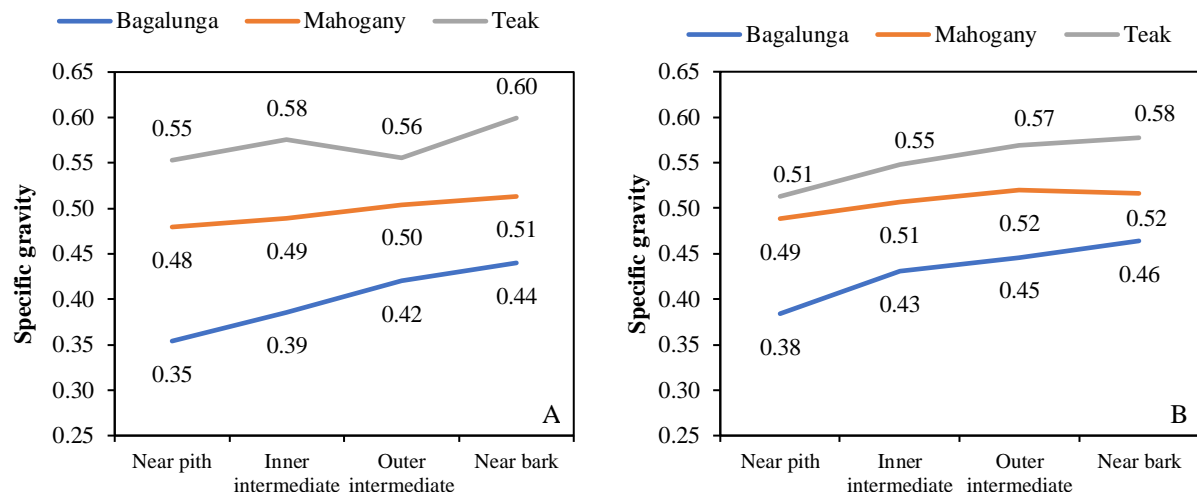 Bagalunga Mahogany Teak
Specific gravity
0.65
0.60
0.55
0.50
0.45
0.40
0.35
0.30
0.25
0.55 0.58 0.56 0.60
0.48 0.49 0.50 0.51
0.35 0.39 0.42 0.44
A
Near pith Inner Outer Near bark
intermediate intermediate
Bagalunga Mahogany Teak
Specific gravity
0.65
0.60
0.55
0.50
0.45
0.40
0.35
0.30
0.25
0.51 0.55 0.57 0.58
0.49 0.51 0.52 0.52
0.38 0.43 0.45 0.46
B
Near pith Inner Outer Near bark
intermediate intermediate